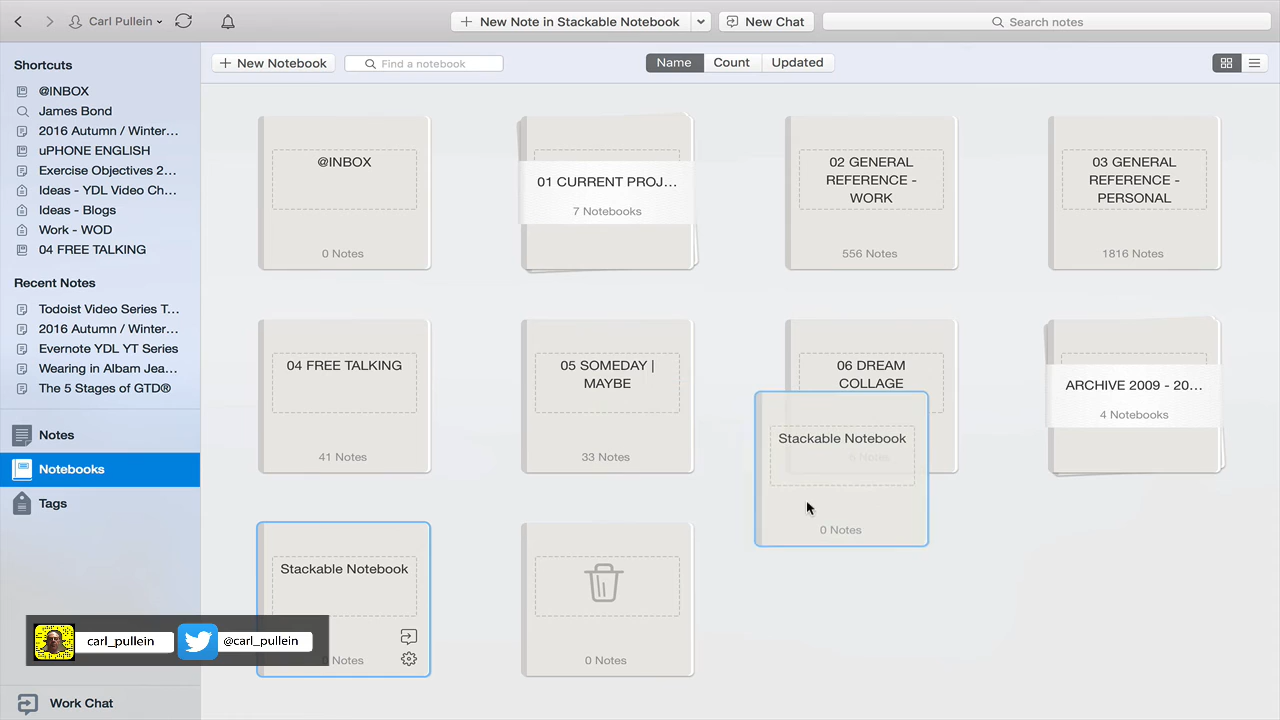 Carl Pullein
New Note in Stackable Notebook
New Chat
Search notes
Shortcuts
@INBOX
James Bond
2016 Autumn / Winter...
uPHONE ENGLISH
Exercise Objectives 2...
Ideas - YDL Video Ch...
Ideas - Blogs
Work - WOD
04 FREE TALKING
Recent Notes
Todoist Video Series T...
2016 Autumn / Winter...
Evernote YDL YT Series
Wearing in Albam Jea...
The 5 Stages of GTD®
Notes
Notebooks
Tags
Work Chat
New Notebook
Find a notebook
Name
Count
Updated
@INBOX
0 Notes
01 CURRENT PROJ...
7 Notebooks
02 GENERAL
REFERENCE -
WORK
556 Notes
03 GENERAL
REFERENCE -
PERSONAL
1816 Notes
04 FREE TALKING
41 Notes
05 SOMEDAY |
MAYBE
33 Notes
06 DREAM
COLLAGE
6 Notes
Stackable Notebook
0 Notes
ARCHIVE 2009 - 20...
4 Notebooks
Stackable Notebook
0 Notes
0 Notes
carl_pullein
@carl_pullein